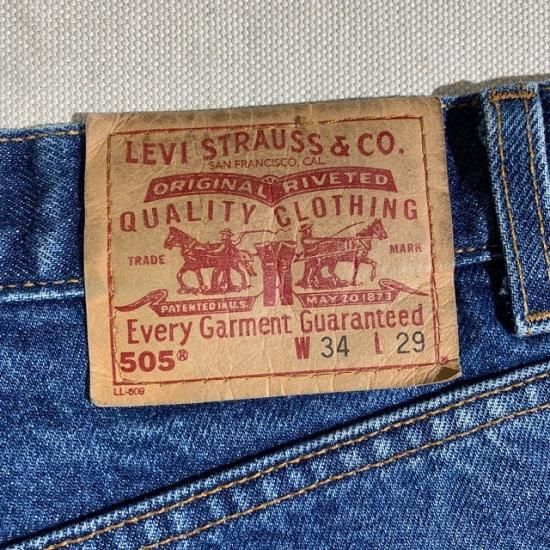 LEVI STRAUSS & CO.
SAN FRANCISCO, CAL.
ORIGINAL RIVETED
QUALITY CLOTHING
TRADE MARK
PATENTED IN U.S. MAY 20 1873
Every Garment Guaranteed
505® W 34 L 29
LL-509